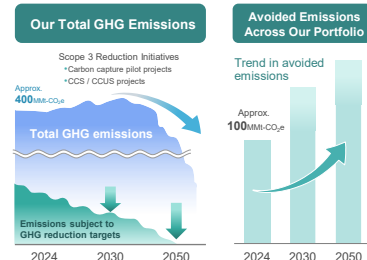 Our Total GHG Emissions
Scope 3 Reduction Initiatives
•Carbon capture pilot projects
•CCS / CCUS projects
Approx.
400MMt-CO₂e
Total GHG emissions
Emissions subject to
GHG reduction targets
2024 2030 2050
Avoided Emissions
Across Our Portfolio
Trend in avoided
emissions
Approx.
100MMt-CO₂e
2024 2030 2050